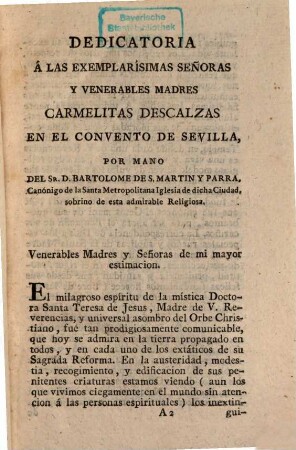 Bayerische
Staatsbibliothek
DEDICATORIA
Á LAS EXEMPLARÍSIMAS SEÑORAS
Y VENERABLES MADRES
CARMELITAS DESCALZAS
EN EL CONVENTO DE SEVILLA,
POR MANO
DEL SR. D. BARTOLOME DE S. MARTIN Y PARRA,
Canónigo de la Santa Metropolitana Iglesia de dicha Ciudad,
sobrino de esta admirable Religiosa.
Venerables Madres y Señoras de mi mayor
estimacion.
El milagroso espíritu de la mística Docto-
ra Santa Teresa de Jesus, Madre de V. Re-
verencias, y universal asombro del Orbe Chris-
tiano, fué tan prodigiosamente comunicable,
que hoy se admira en la tierra propagado en
todos, y en cada uno de los extáticos de su
Sagrada Reforma. En la austeridad, modes-
tia, recogimiento, y edificacion de sus pe-
nitentes criaturas estamos viendo (aun los
que vivimos ciegamente en el mundo sin aten-
cion á las personas espirituales) los inextin-
A 2
gui-